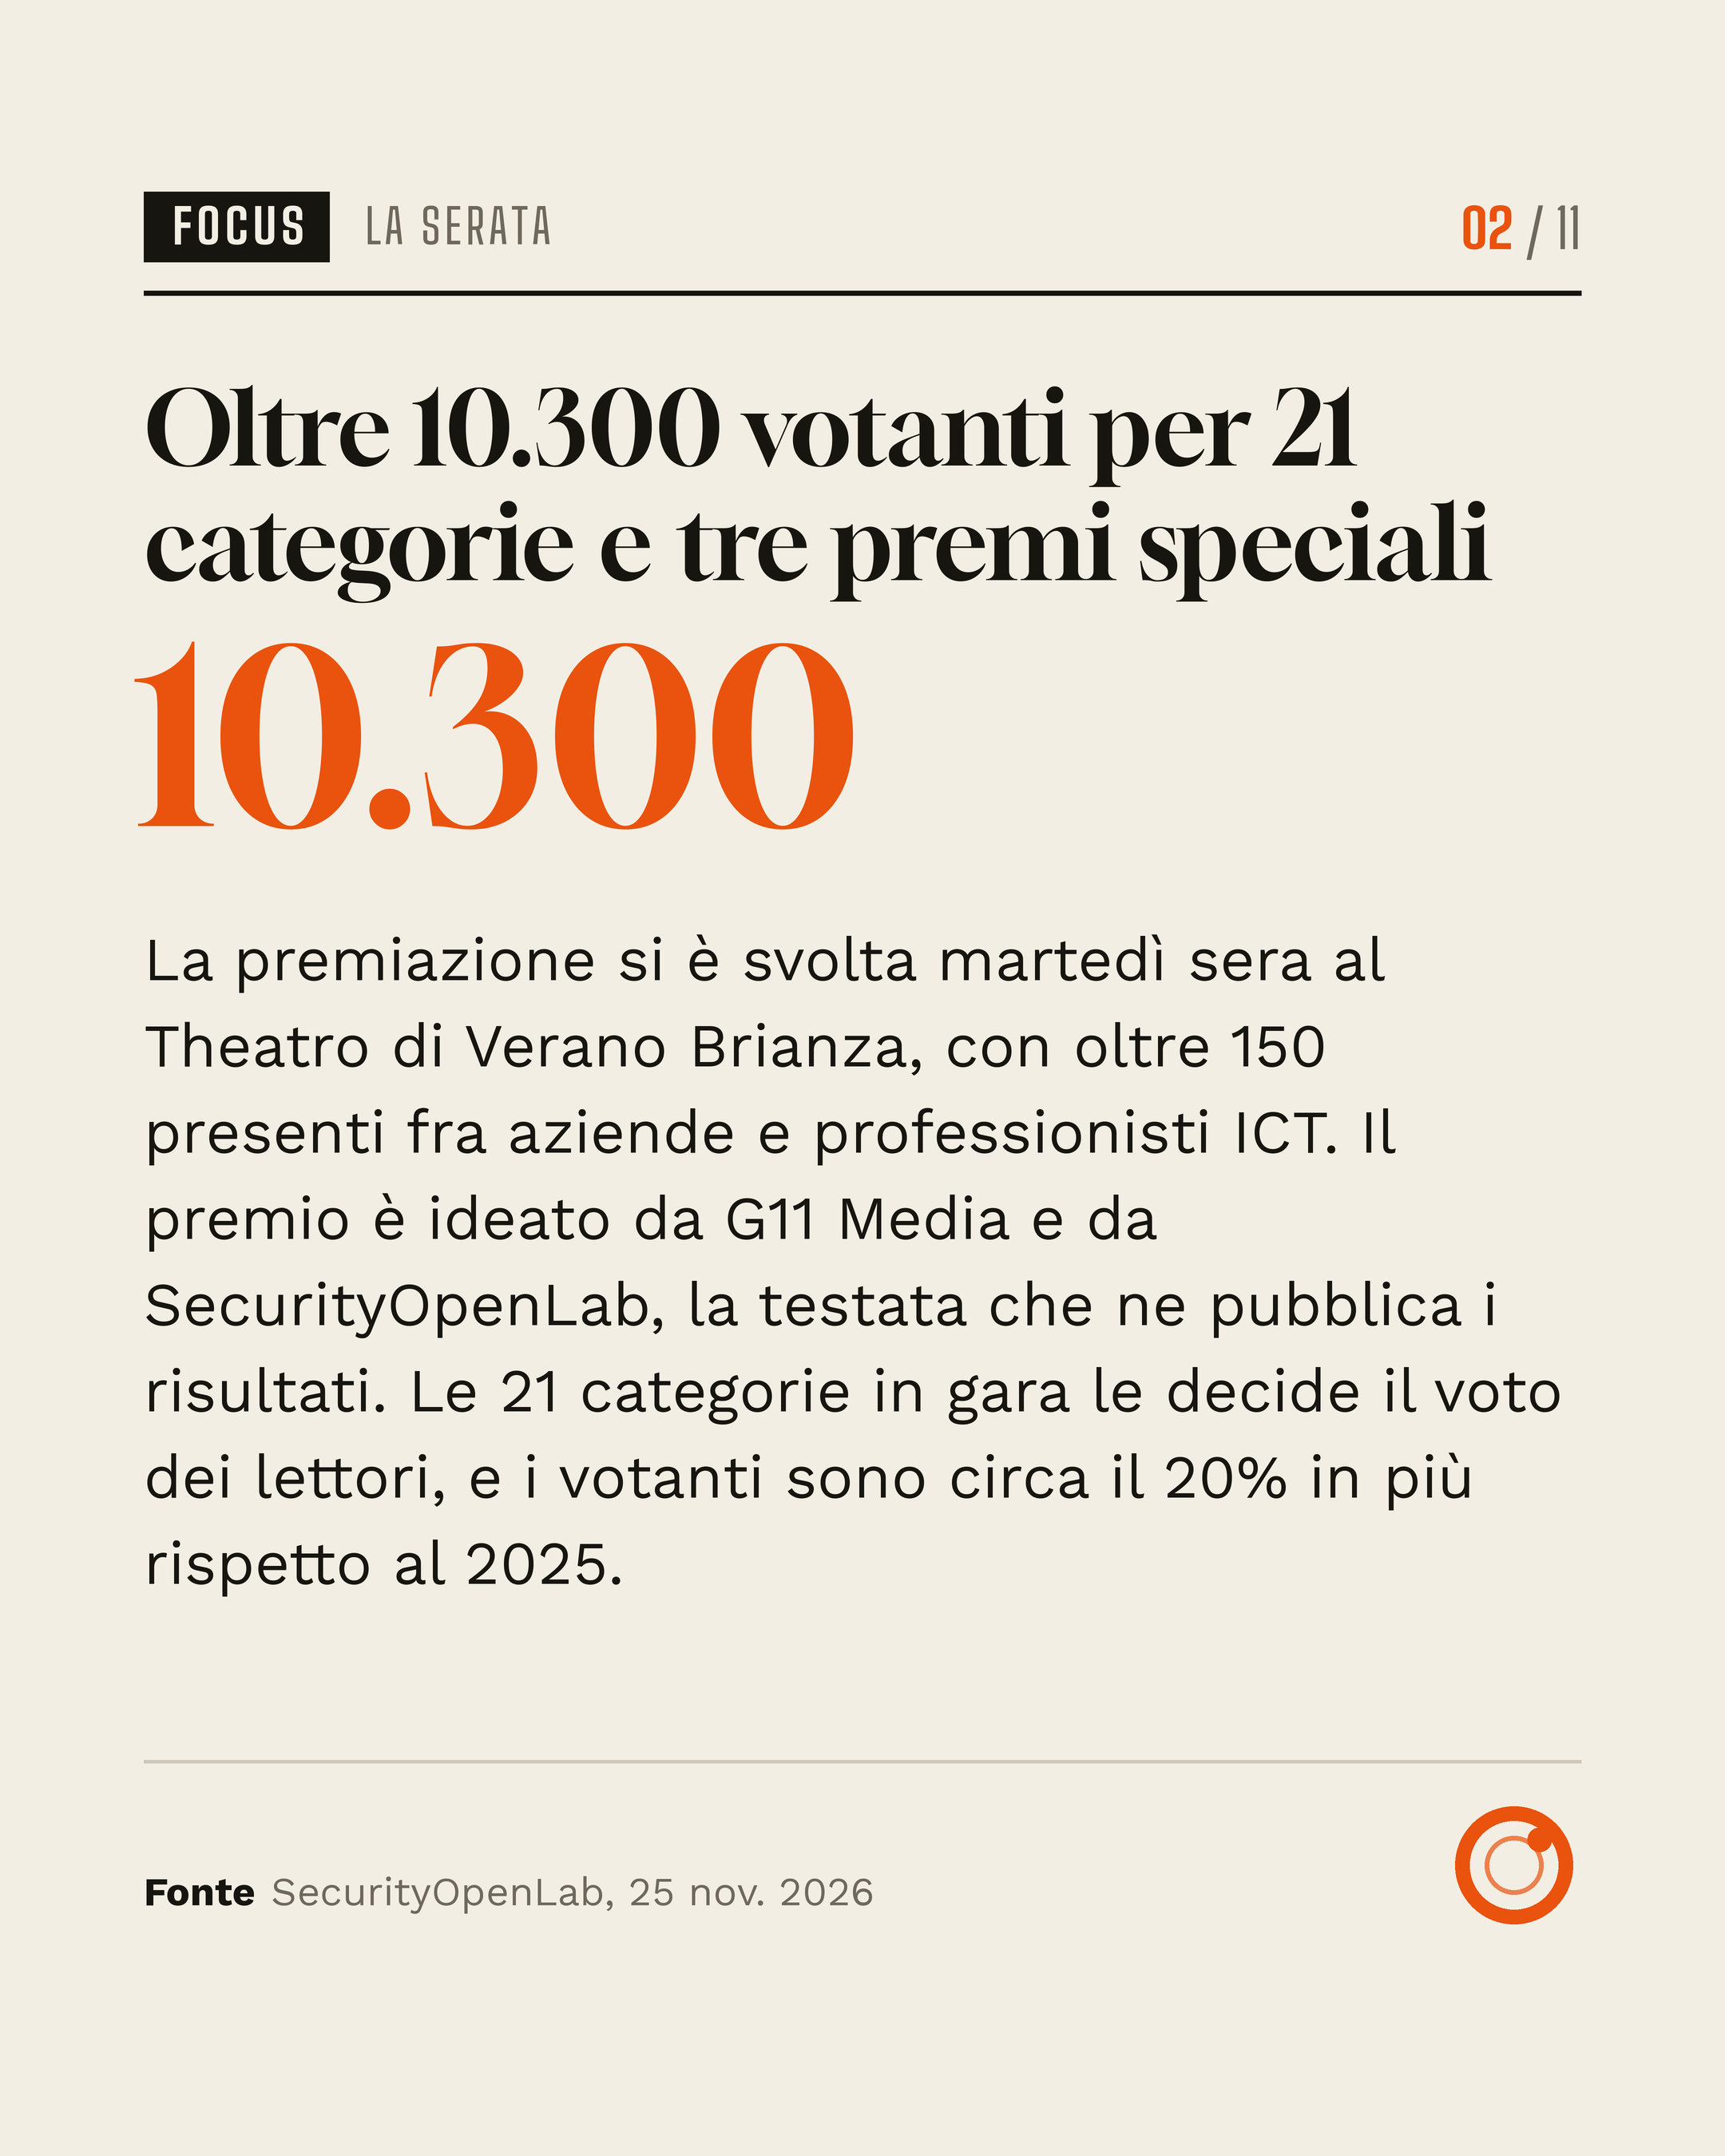 FOCUS LA SERATA 02 / 11
Oltre 10.300 votanti per 21
categorie e tre premi speciali
10.300
La premiazione si è svolta martedì sera al
Theatro di Verano Brianza, con oltre 150
presenti fra aziende e professionisti ICT. Il
premio è ideato da G11 Media e da
SecurityOpenLab, la testata che ne pubblica i
risultati. Le 21 categorie in gara le decide il voto
dei lettori, e i votanti sono circa il 20% in più
rispetto al 2025.
Fonte SecurityOpenLab, 25 nov. 2026